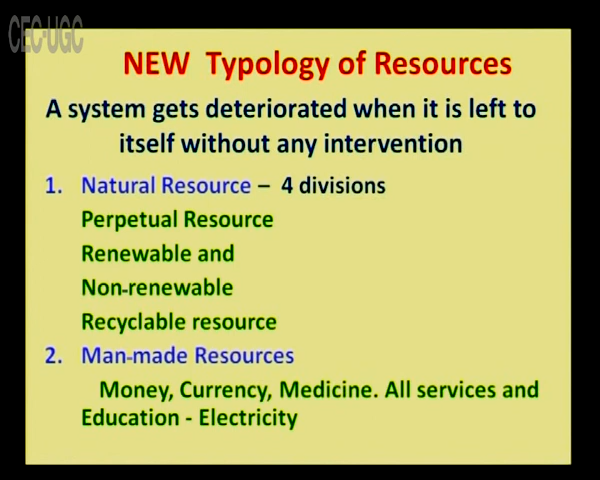 CEC-UGC
NEW Typology of Resources
A system gets deteriorated when it is left to
itself without any intervention
1. Natural Resource – 4 divisions
Perpetual Resource
Renewable and
Non-renewable
Recyclable resource
2. Man-made Resources
Money, Currency, Medicine. All services and
Education - Electricity